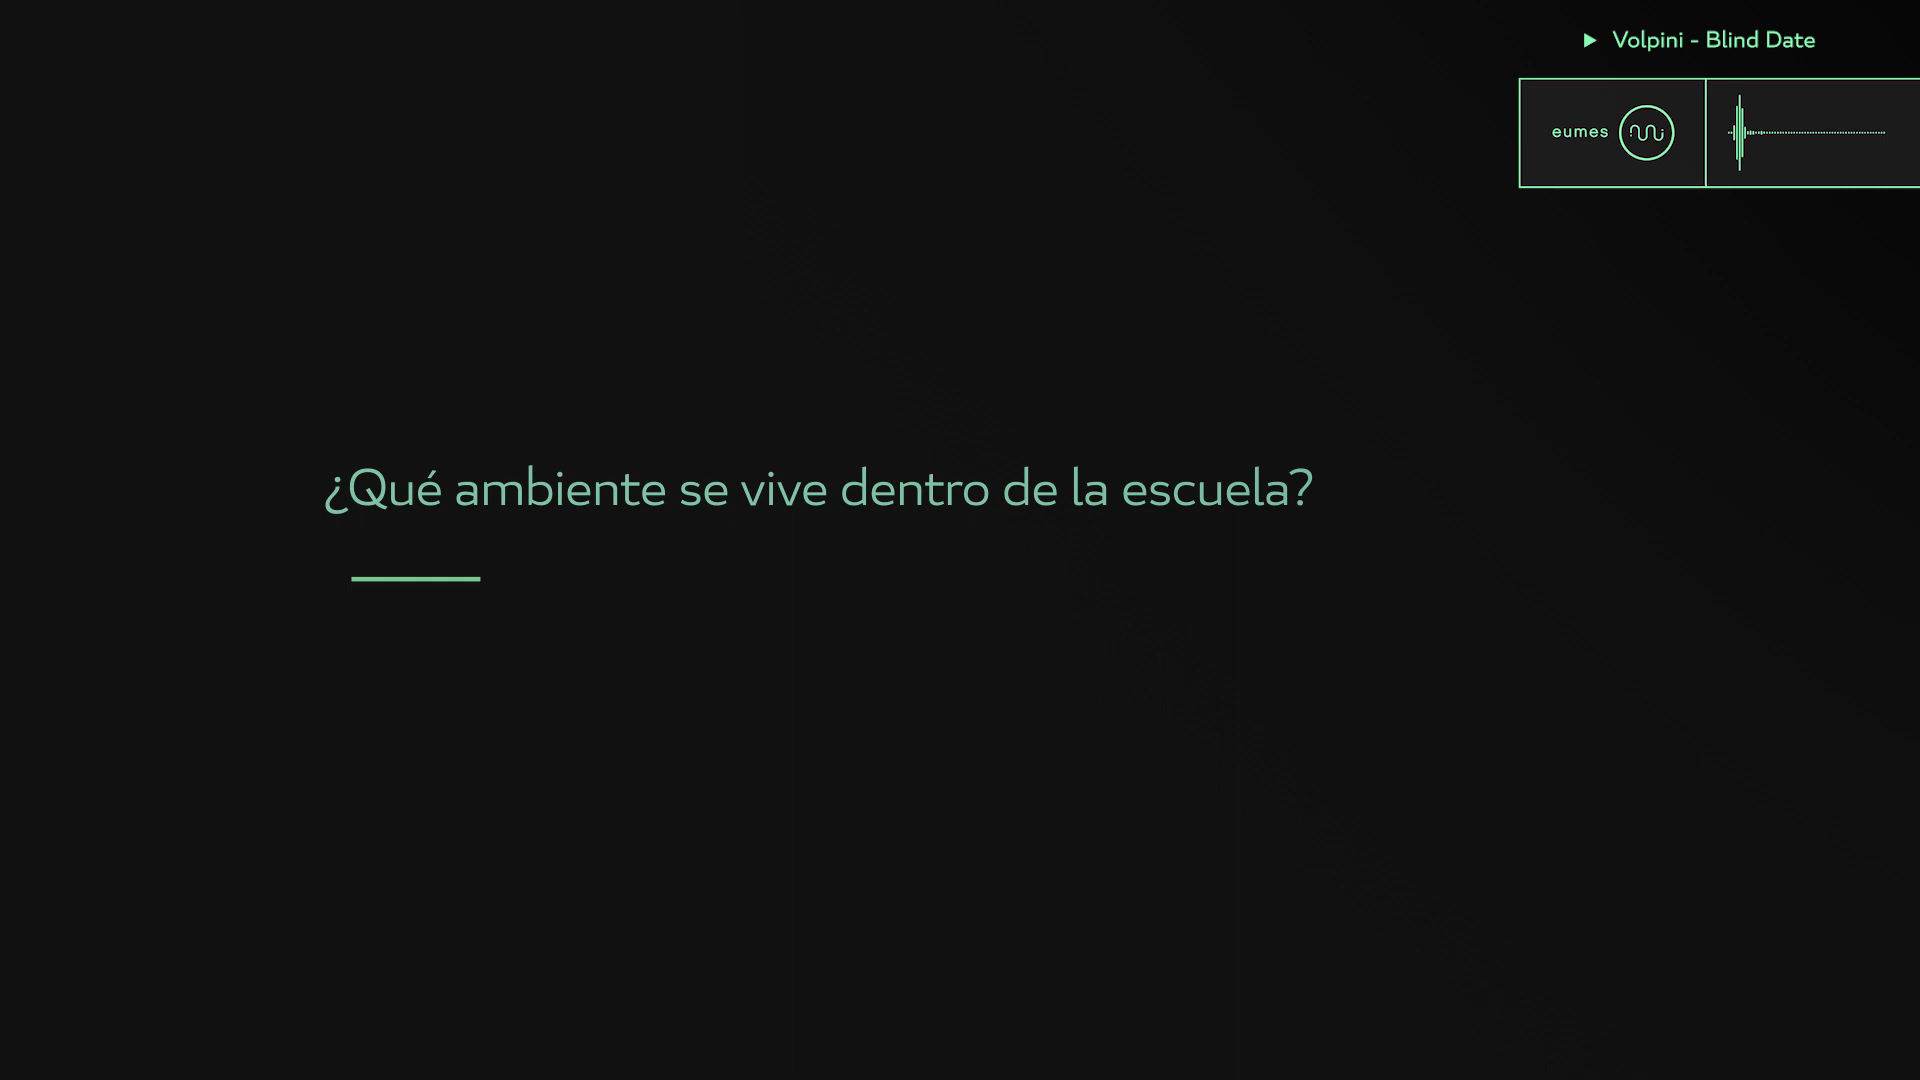 Volpini - Blind Date
eumes
¿Qué ambiente se vive dentro de la escuela?